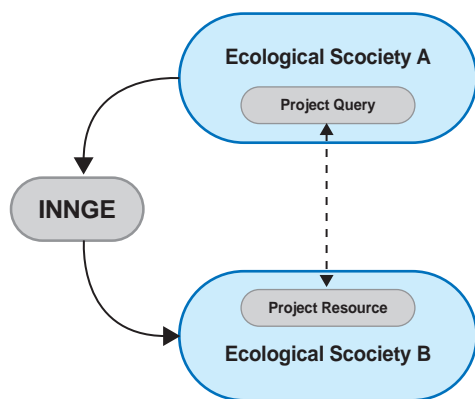 Ecological Scociety A
Project Query
INNGE
Project Resource
Ecological Scociety B